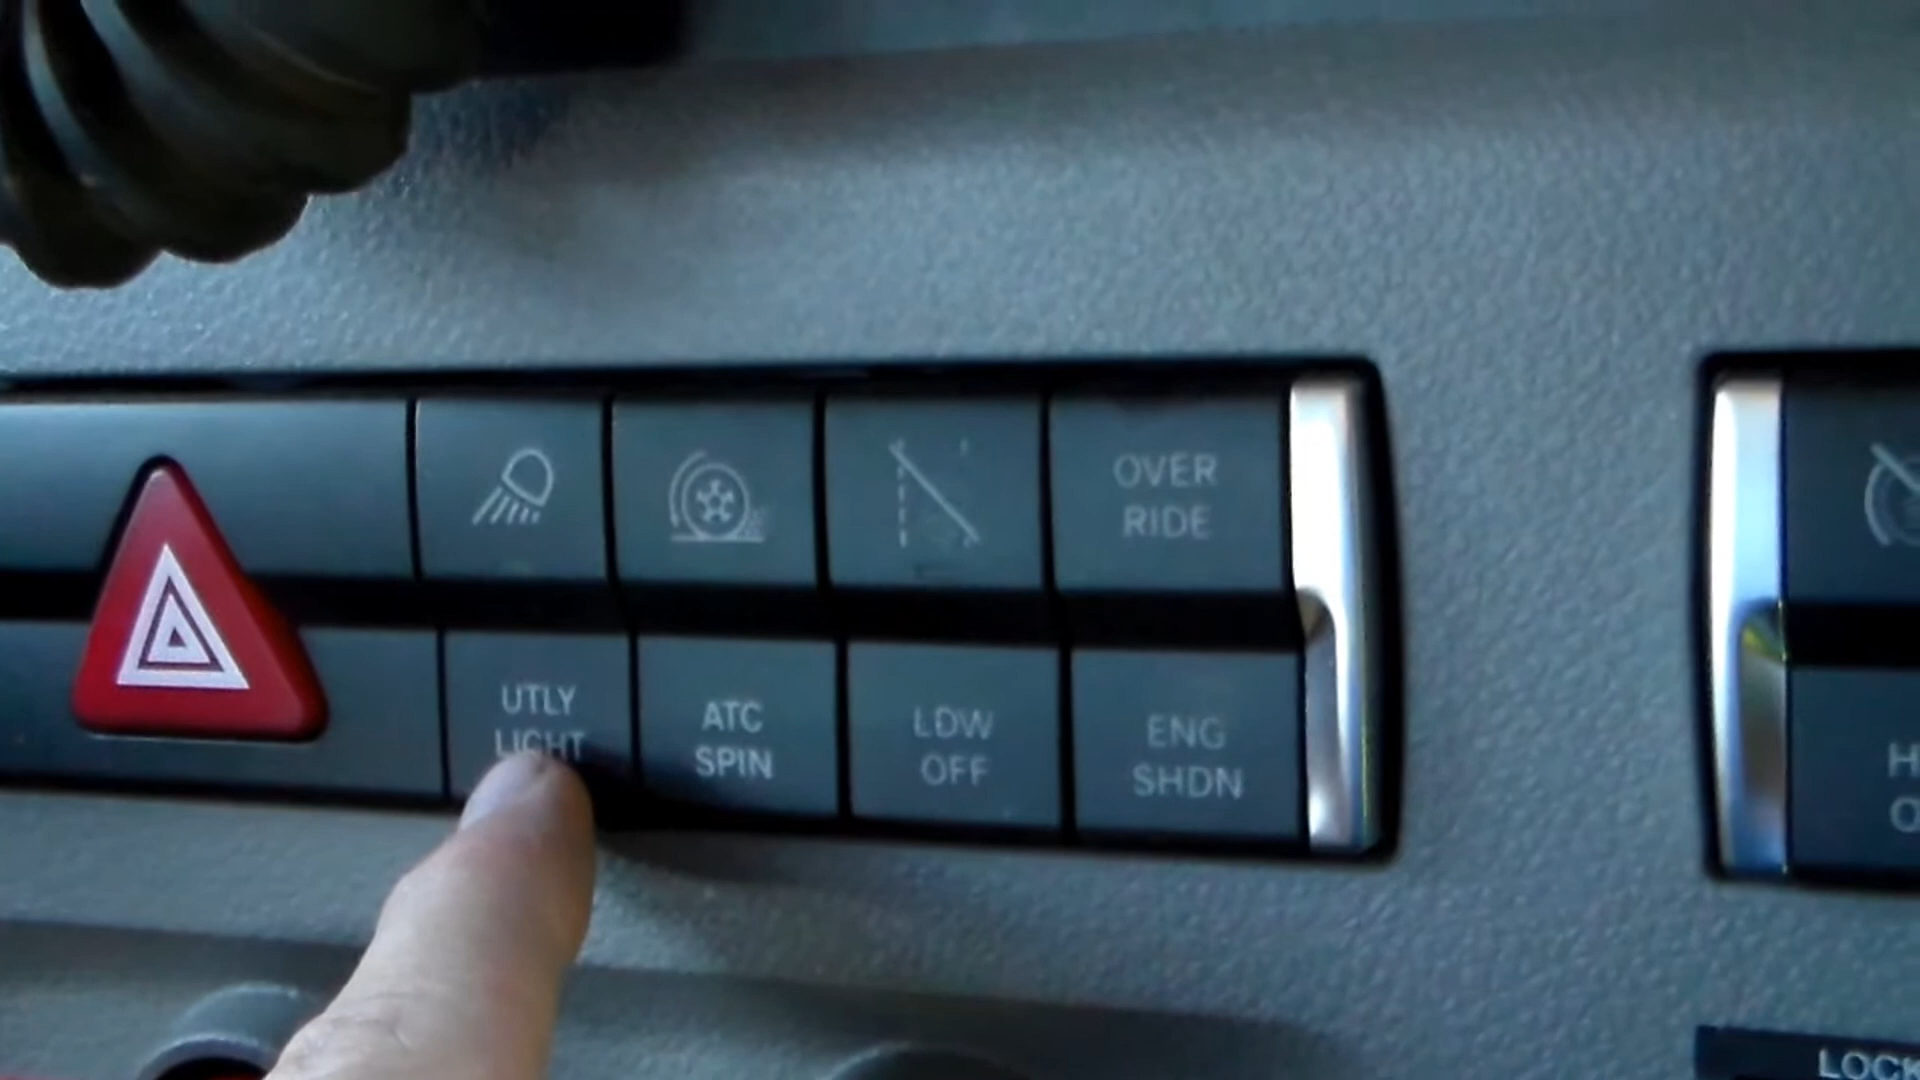 OVER
RIDE
UTLY
LIGHT
ATC
SPIN
LDW
OFF
ENG
SHDN
LOCK